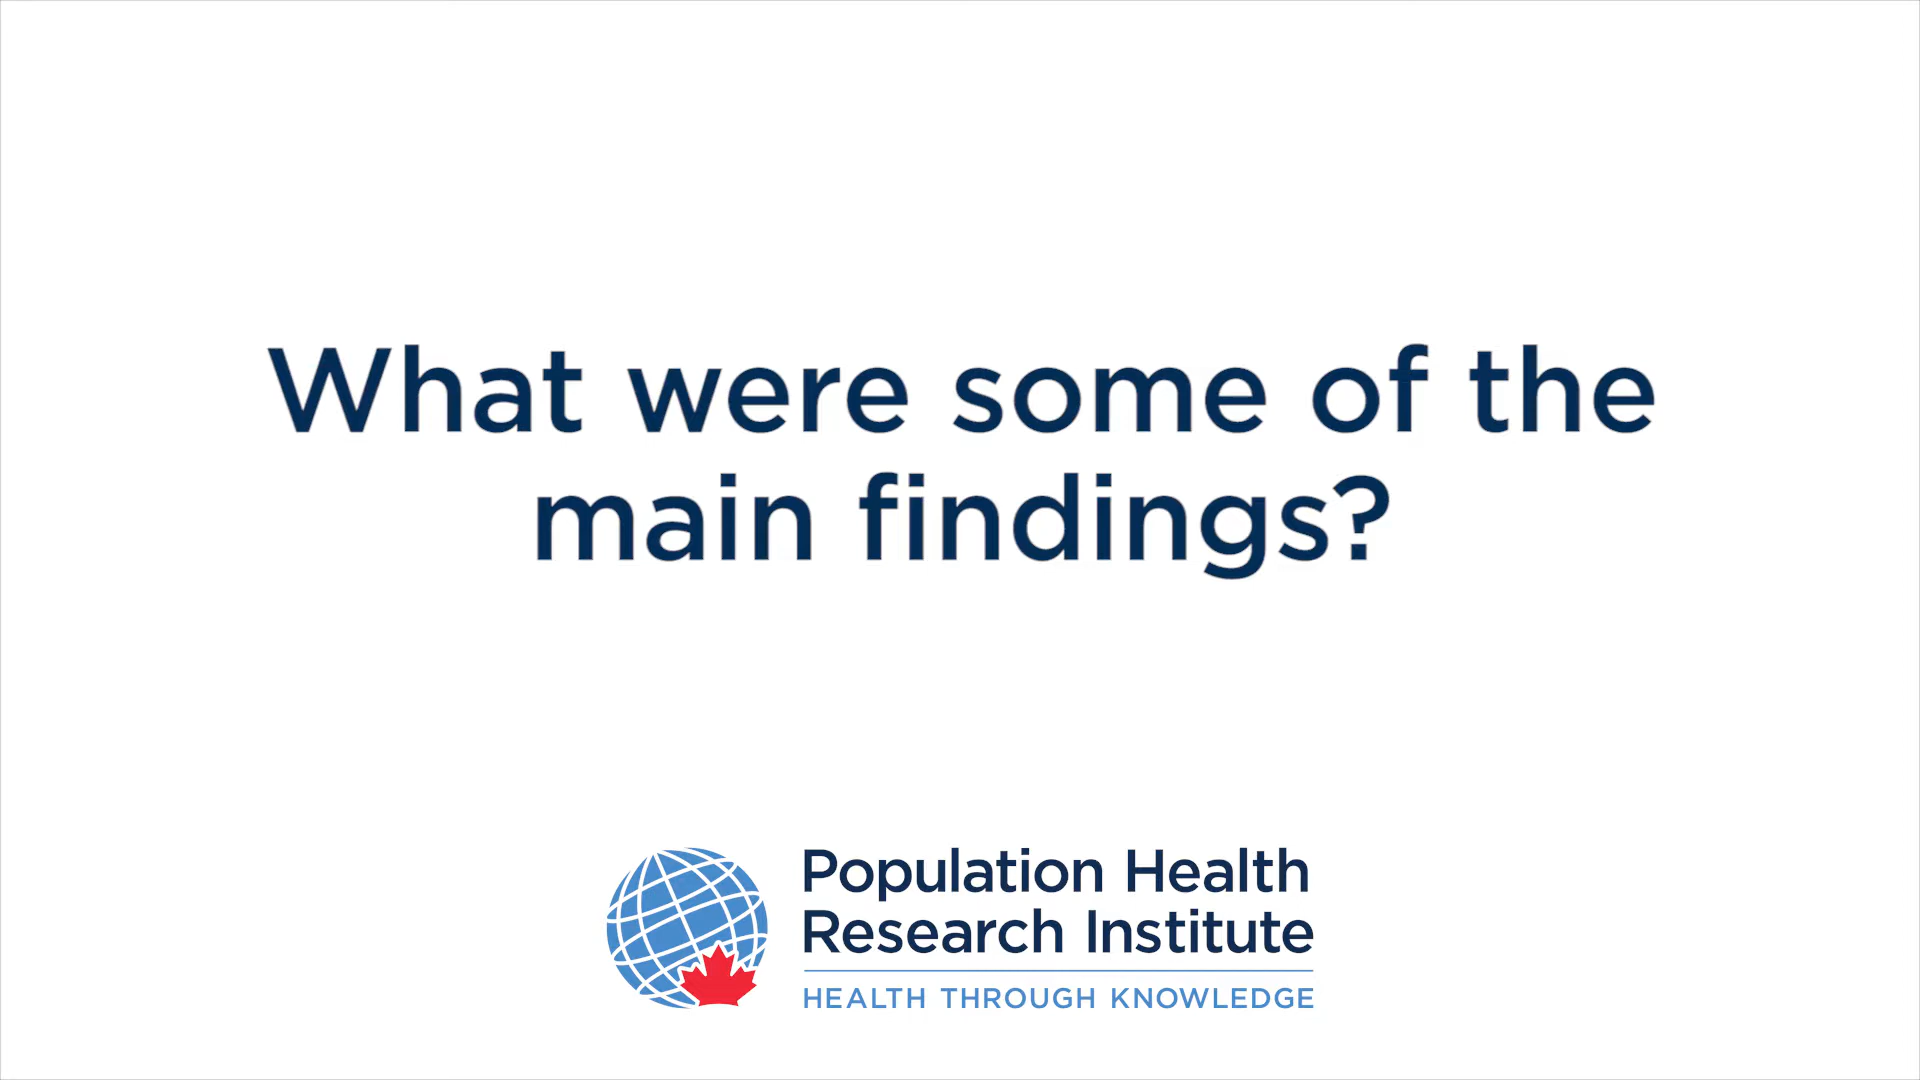 What were some of the
main findings?
Population Health
Research Institute
HEALTH THROUGH KNOWLEDGE